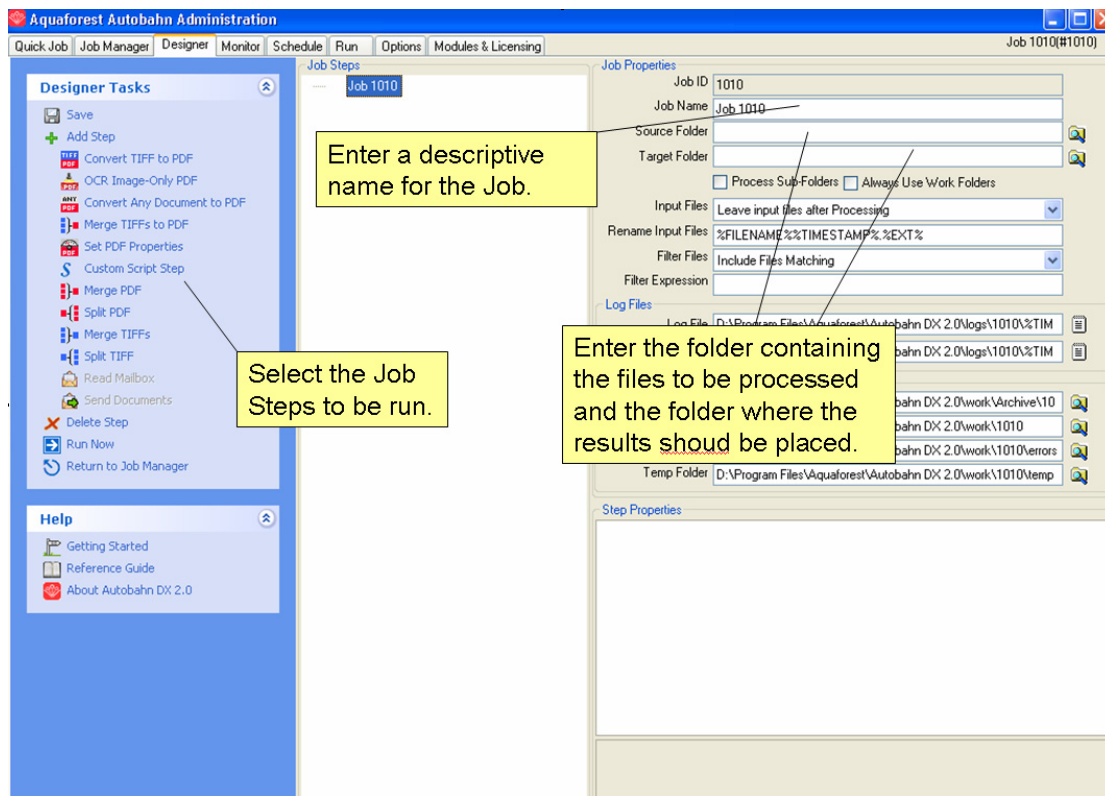 Aquaforest Autobahn Administration
Quick Job Job Manager Designer Monitor Schedule Run Options Modules & Licensing Job 1010(#1010)
Designer Tasks
Save
Add Step
Convert TIFF to PDF
OCR Image-Only PDF
Convert Any Document to PDF
Merge TIFFs to PDF
Set PDF Properties
Custom Script Step
Merge PDF
Split PDF
Merge TIFFs
Split TIFF
Read Mailbox
Send Documents
Delete Step
Run Now
Return to Job Manager
Help
Getting Started
Reference Guide
About Autobahn DX 2.0
Job Steps
Job 1010
Enter a descriptive
name for the Job.
Select the Job
Steps to be run.
Job Properties
Job ID 1010
Job Name Job 1010
Source Folder
Target Folder
Process Sub-Folders Always Use Work Folders
Input Files Leave input files after Processing
Rename Input Files %FILENAME%%TIMESTAMP%.%EXT%
Filter Files Include Files Matching
Filter Expression
Log Files
Log File D:\Program Files\Aquaforest\Autobahn DX 2.0\logs\1010\%TIM
bahn DX 2.0\logs\1010\%TIM
Enter the folder containing
the files to be processed
and the folder where the
results shoud be placed.
bahn DX 2.0\work\Archive\10
bahn DX 2.0\work\1010
bahn DX 2.0\work\1010\errors
Temp Folder D:\Program Files\Aquaforest\Autobahn DX 2.0\work\1010\temp
Step Properties